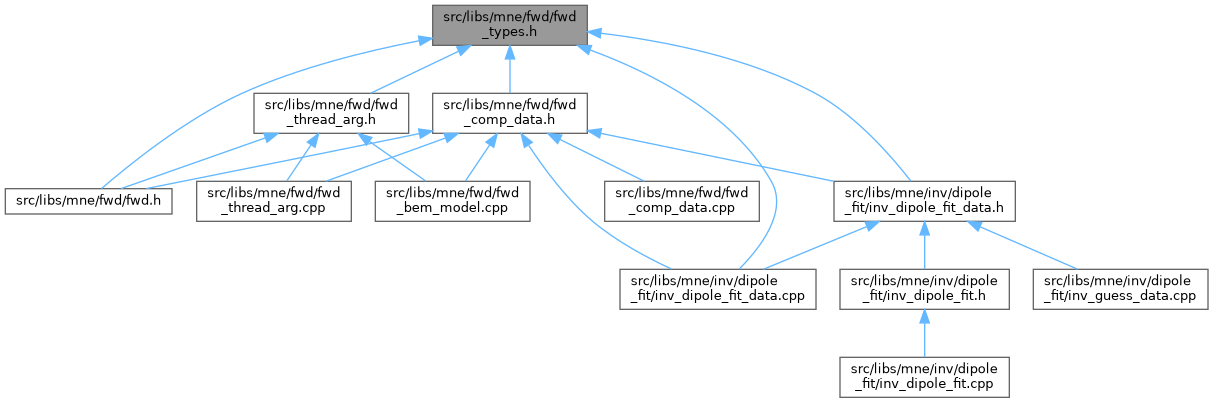 src/libs/mne/fwd/fwd
_types.h
src/libs/mne/fwd/fwd
_thread_arg.h
src/libs/mne/fwd/fwd
_comp_data.h
src/libs/mne/fwd/fwd.h
src/libs/mne/fwd/fwd
_thread_arg.cpp
src/libs/mne/fwd/fwd
_bem_model.cpp
src/libs/mne/fwd/fwd
_comp_data.cpp
src/libs/mne/inv/dipole
_fit/inv_dipole_fit_data.h
src/libs/mne/inv/dipole
_fit/inv_dipole_fit_data.cpp
src/libs/mne/inv/dipole
_fit/inv_dipole_fit.h
src/libs/mne/inv/dipole
_fit/inv_guess_data.cpp
src/libs/mne/inv/dipole
_fit/inv_dipole_fit.cpp